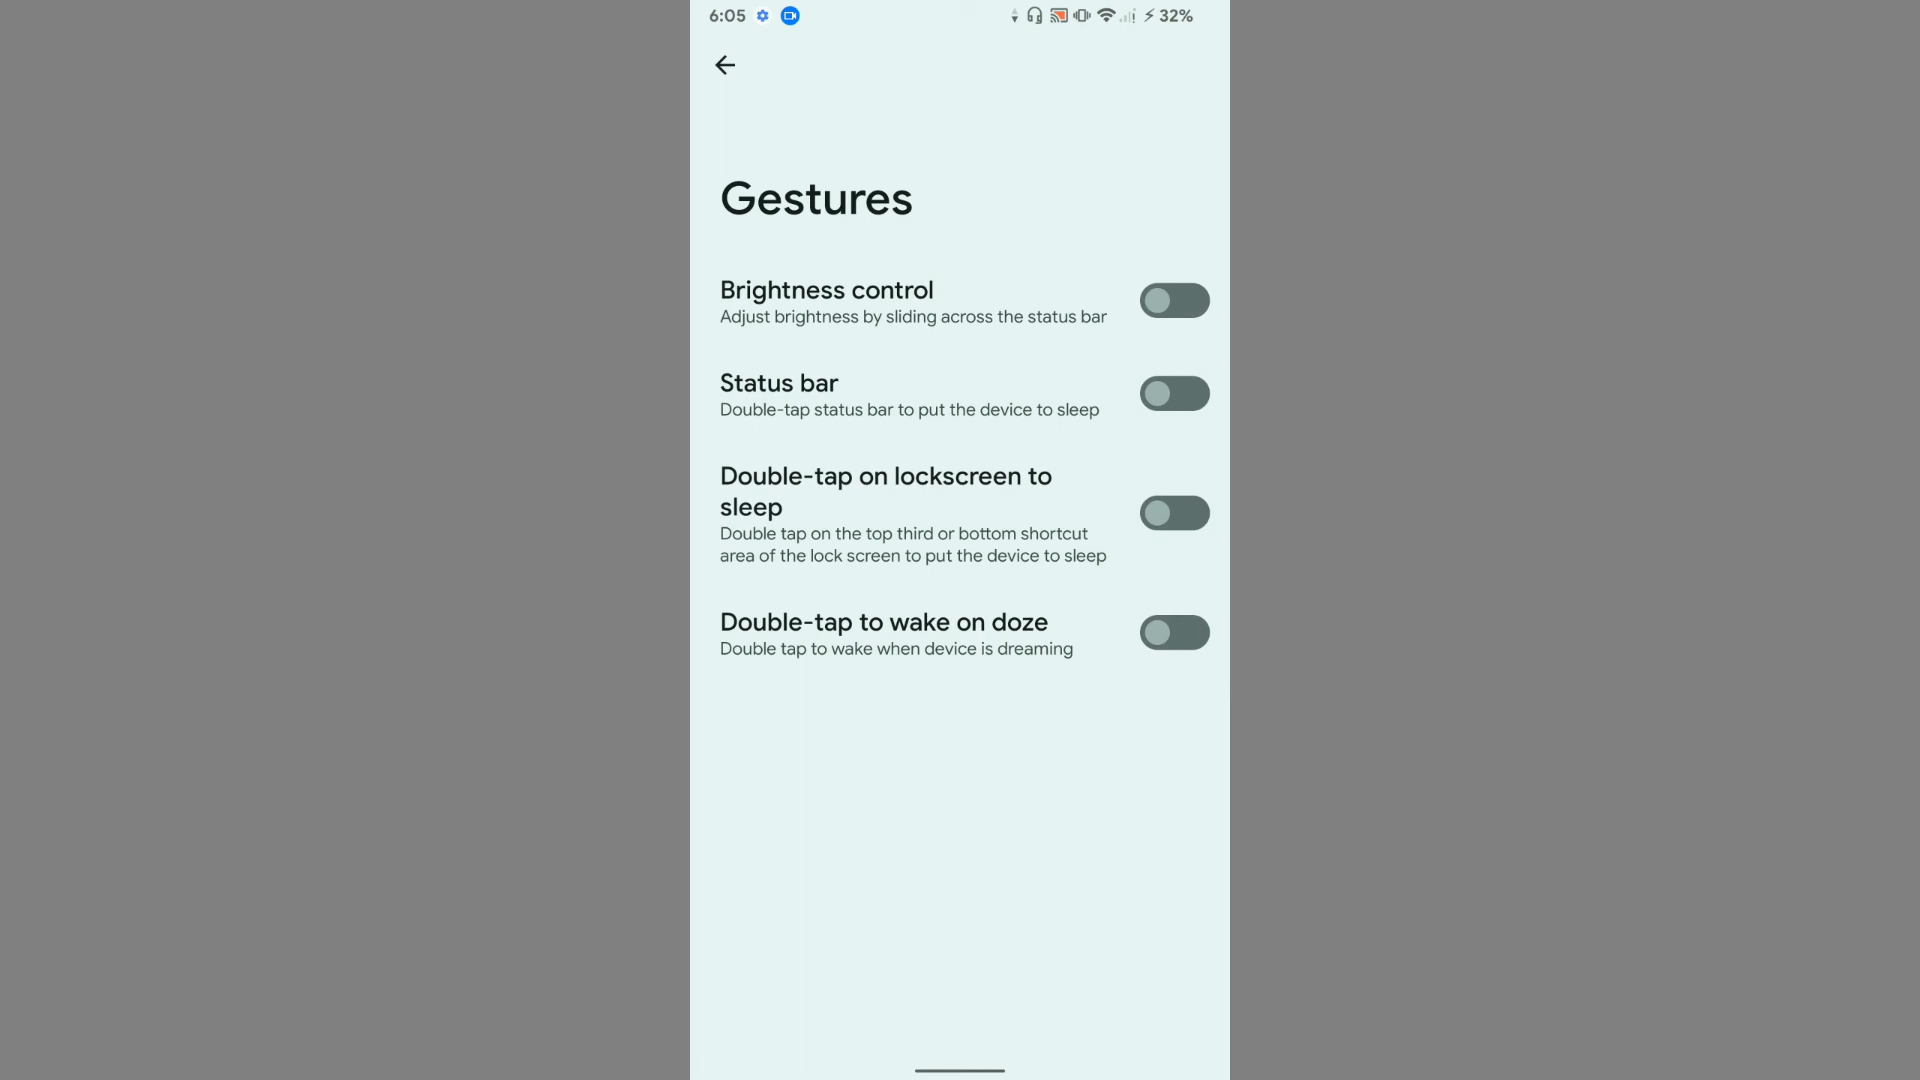 6:05 32%
Gestures
Brightness control
Adjust brightness by sliding across the status bar
Status bar
Double-tap status bar to put the device to sleep
Double-tap on lockscreen to
sleep
Double tap on the top third or bottom shortcut
area of the lock screen to put the device to sleep
Double-tap to wake on doze
Double tap to wake when device is dreaming